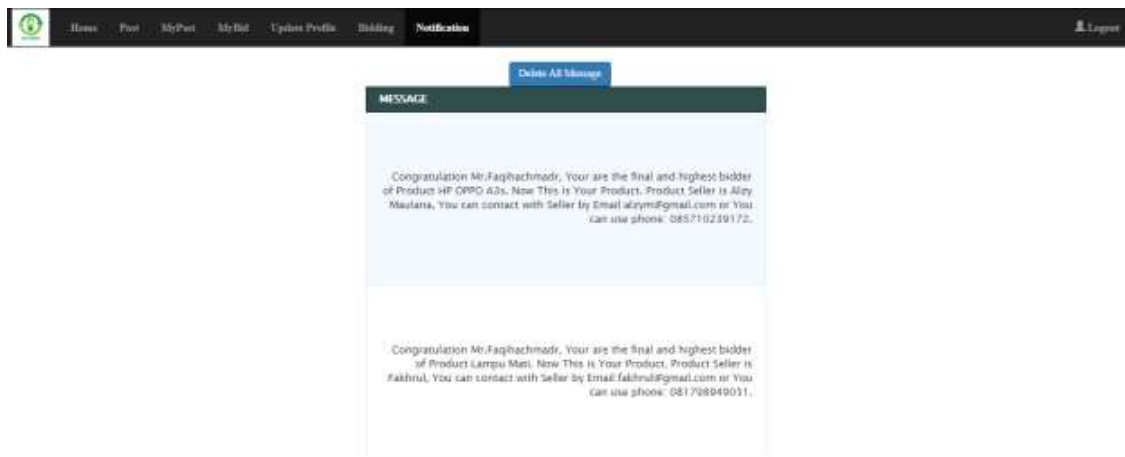 Home Post MyPost MyBid Update Profile Bidding Notification Logout
Delete All Message
MESSAGE
Congratulation Mr.Faqihachmadr, Your are the final and highest bidder
of Product HP OPPO A3s. Now This is Your Product. Product Seller is Alzy
Maulana, You can contact with Seller by Email alzym@gmail.com or You
can use phone: 085710239172.
Congratulation Mr.Faqihachmadr, Your are the final and highest bidder
of Product Lampu Mati. Now This is Your Product. Product Seller is
Fakhrul, You can contact with Seller by Email fakhrul@gmail.com or You
can use phone: 081798949031.